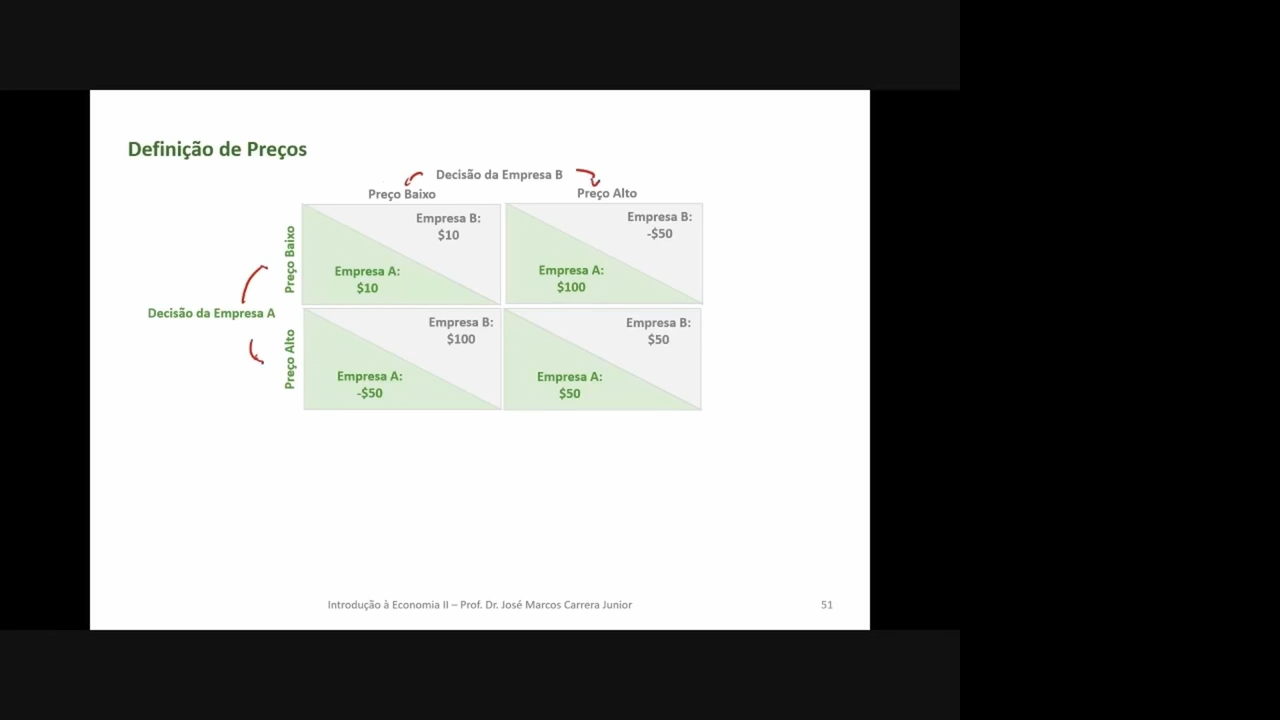 Definição de Preços
Decisão da Empresa B
Preço Baixo
Preço Alto
Empresa B:
$10
Empresa B:
-$50
Preço Baixo
Empresa A:
$10
Empresa A:
$100
Decisão da Empresa A
Empresa B:
$100
Empresa B:
$50
Preço Alto
Empresa A:
-$50
Empresa A:
$50
Introdução à Economia II – Prof. Dr. José Marcos Carrera Junior
51